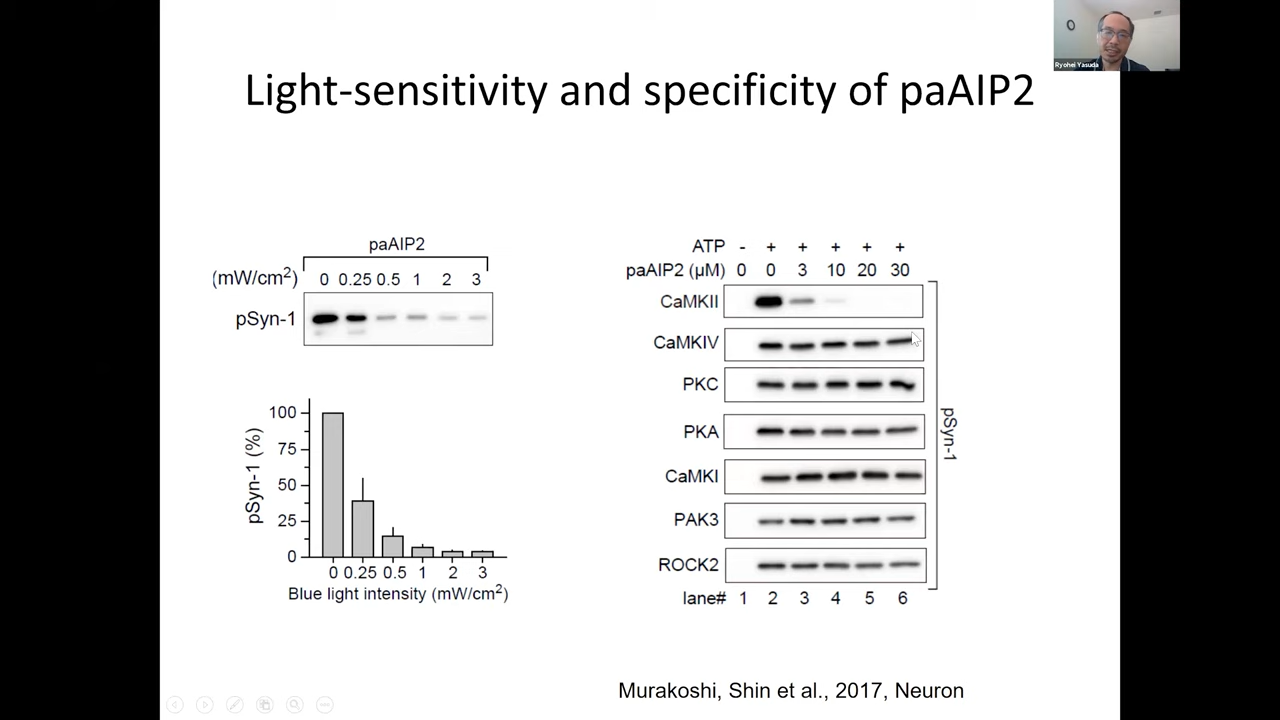 Ryohei Yasuda
Light-sensitivity and specificity of paAIP2
paAIP2
(mW/cm²) 0 0.25 0.5 1 2 3
pSyn-1
pSyn-1 (%)
100
75
50
25
0
0 0.25 0.5 1 2 3
Blue light intensity (mW/cm²)
ATP - + + + + +
paAIP2 (µM) 0 0 3 10 20 30
CaMKII
CaMKIV
PKC
PKA
CaMKI
PAK3
ROCK2
lane# 1 2 3 4 5 6
pSyn-1
Murakoshi, Shin et al., 2017, Neuron